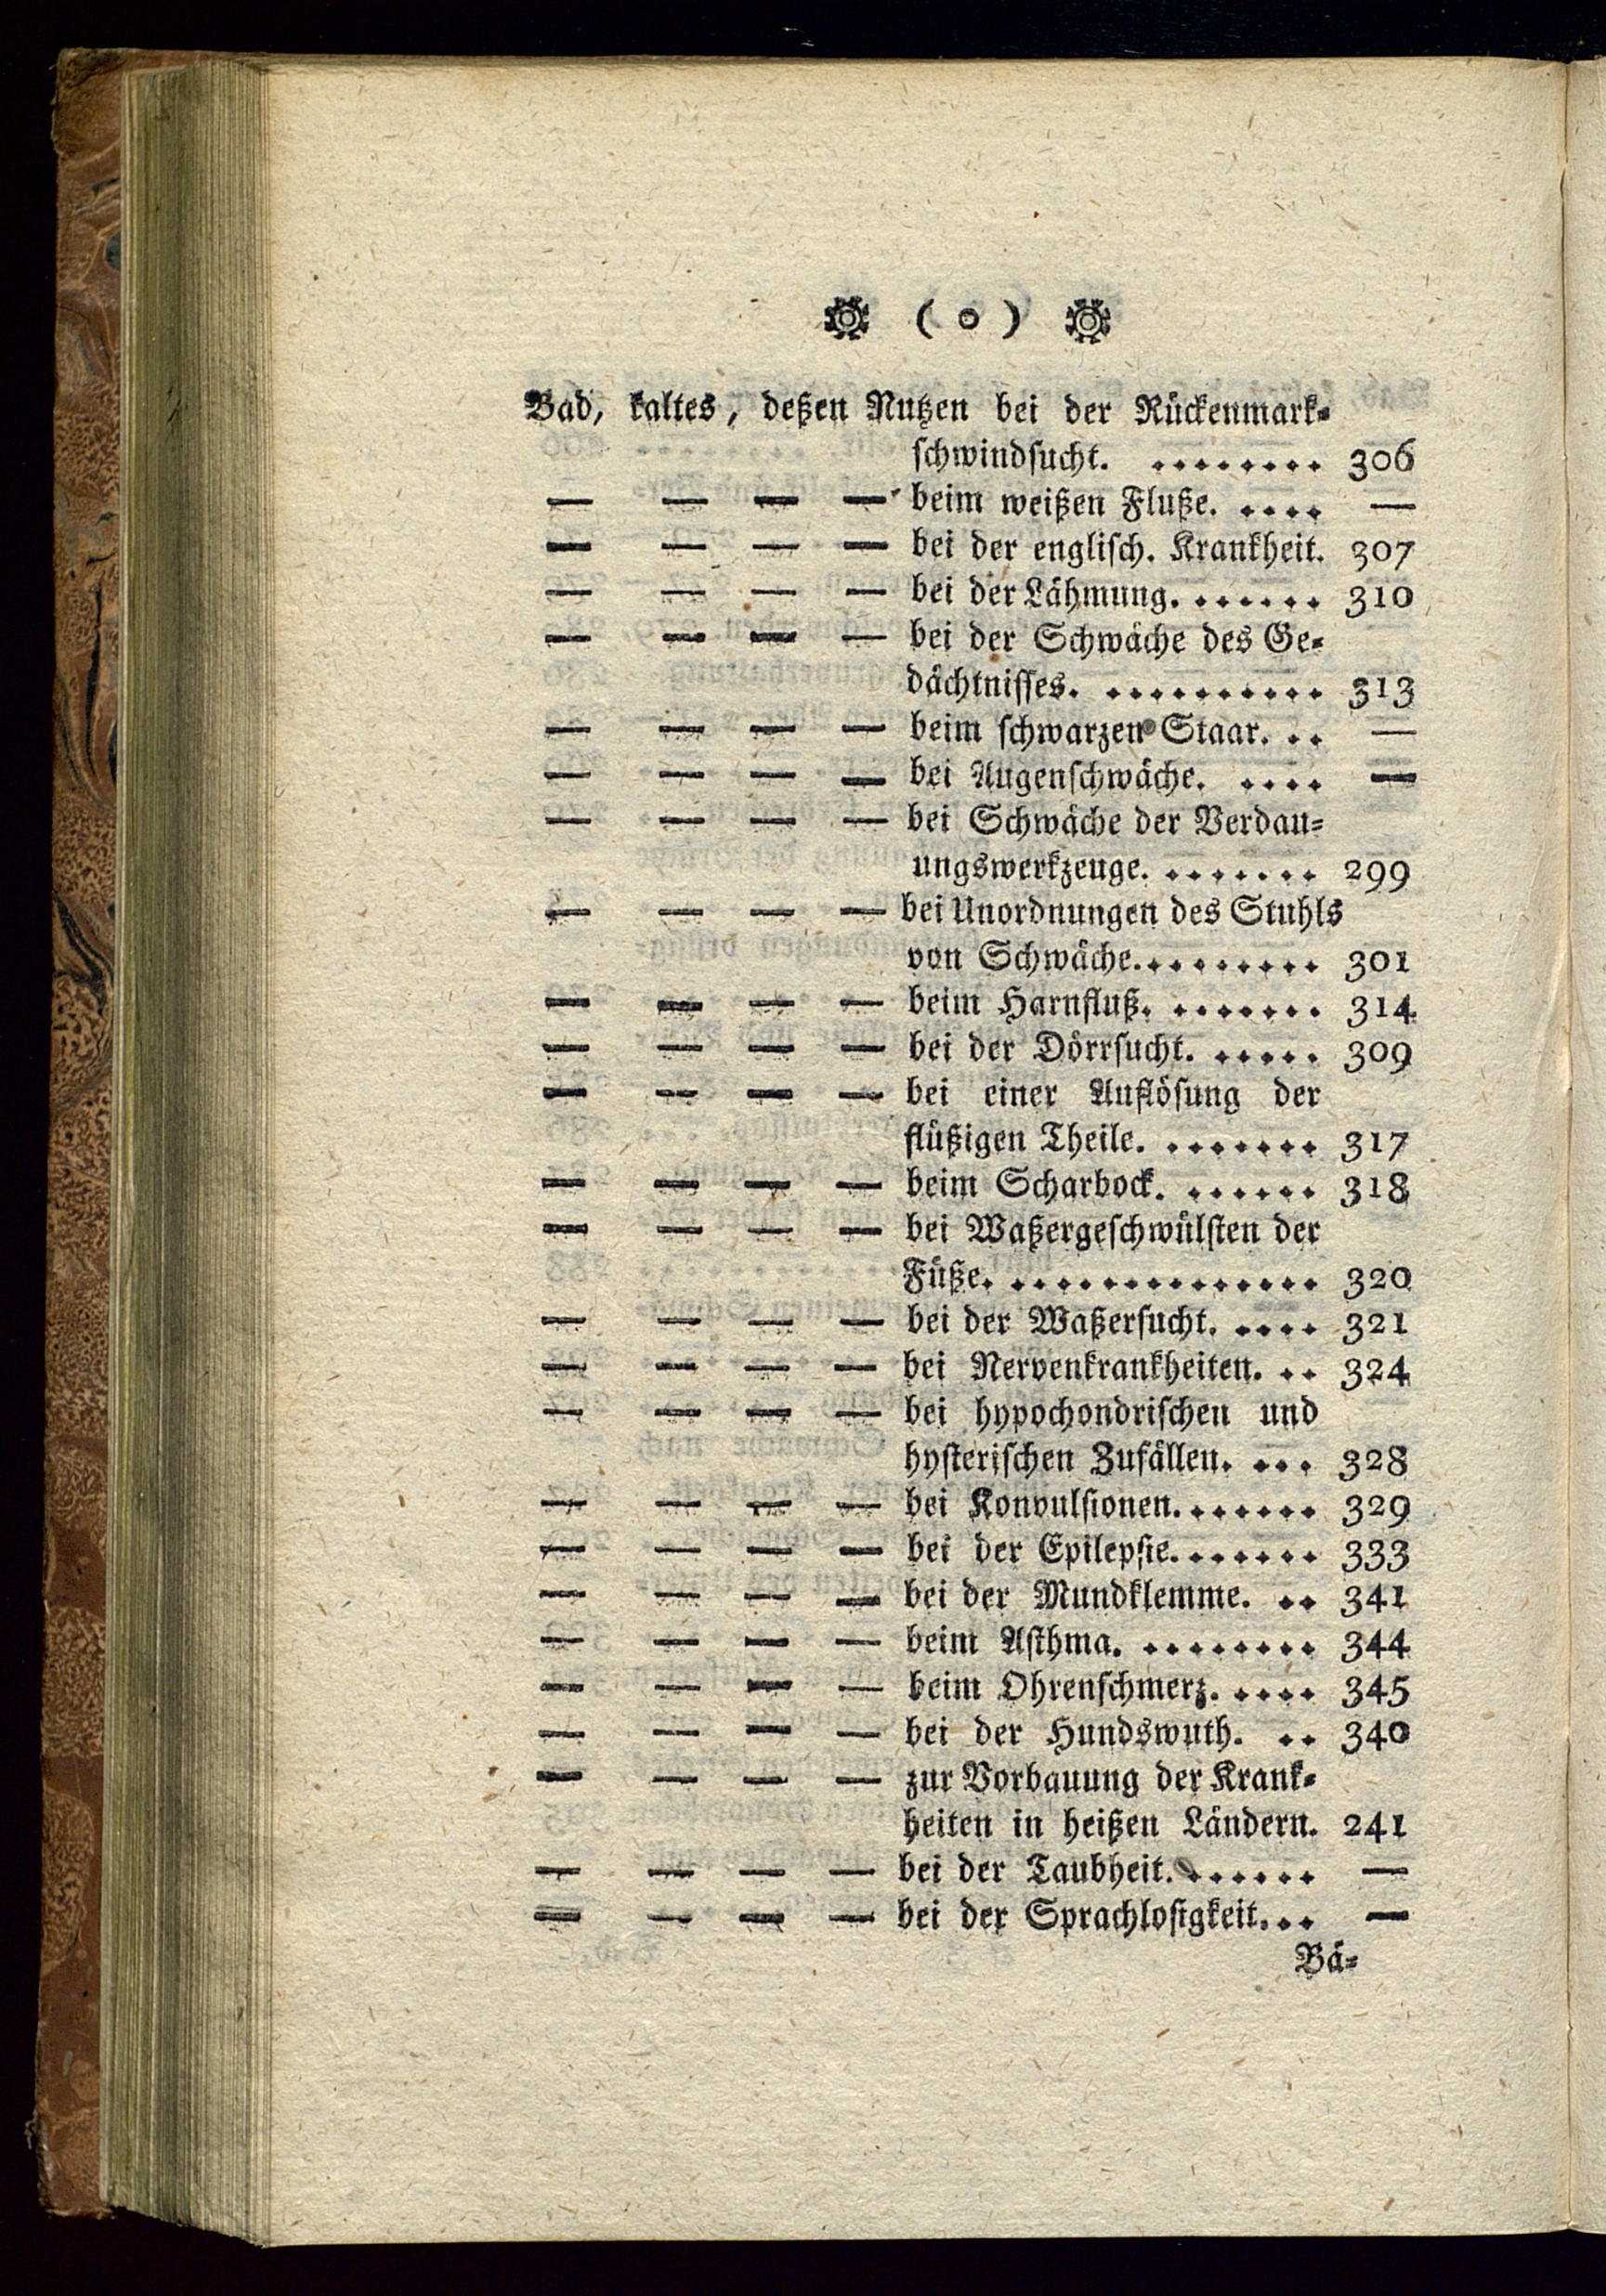 ( o )
Bad, kaltes, deßen Nutzen bei der Rückenmark=
schwindsucht. ........ 306
— — — — beim weißen Fluße. .... —
— — — — bei der englisch. Krankheit. 307
— — — — bei der Lähmung. ...... 310
— — — — bei der Schwäche des Ge=
dächtnisses. .......... 313
— — — — beim schwarzen Staar. .. —
— — — — bei Augenschwäche. .... —
— — — — bei Schwäche der Verdau=
ungswerkzeuge. ....... 299
— — — — bei Unordnungen des Stuhls
von Schwäche. ........ 301
— — — — beim Harnfluß. ....... 314
— — — — bei der Dörrsucht. ..... 309
— — — — bei einer Auflösung der
flüßigen Theile. ....... 317
— — — — beim Scharbock. ...... 318
— — — — bei Waßergeschwülsten der
Füße. .............. 320
— — — — bei der Waßersucht. .... 321
— — — — bei Nervenkrankheiten. .. 324
— — — — bei hypochondrischen und
hysterischen Zufällen. ... 328
— — — — bei Konvulsionen. ...... 329
— — — — bei der Epilepsie. ...... 333
— — — — bei der Mundklemme. .. 341
— — — — beim Asthma. ........ 344
— — — — beim Ohrenschmerz. .... 345
— — — — bei der Hundswuth. .. 340
— — — — zur Vorbauung der Krank=
heiten in heißen Ländern. 241
— — — — bei der Taubheit. ...... —
— — — — bei der Sprachlosigkeit. .. —
Bä=